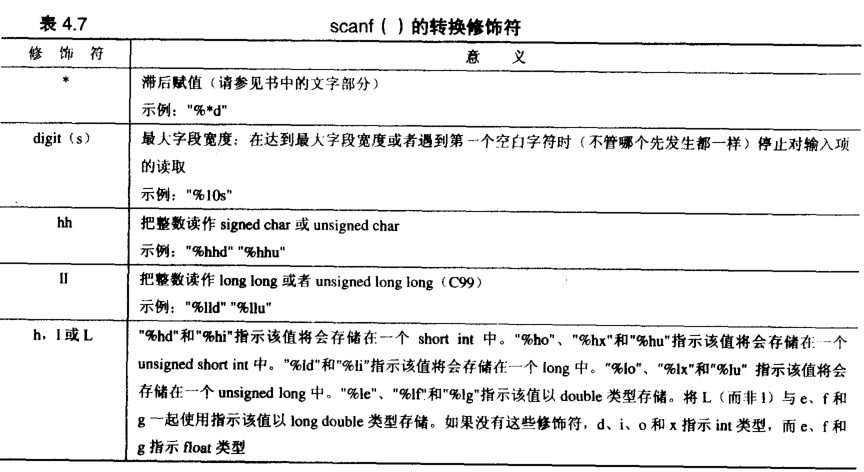 表 4.7 scanf ( ) 的转换修饰符
修 饰 符 意 义
* 滞后赋值（请参见书中的文字部分）
示例："%*d"
digit（s） 最大字段宽度：在达到最大字段宽度或者遇到第一个空白字符时（不管哪个先发生都一样）停止对输入项
的读取
示例："%10s"
hh 把整数读作 signed char 或 unsigned char
示例："%hhd" "%hhu"
ll 把整数读作 long long 或者 unsigned long long（C99）
示例："%lld" "%llu"
h，l 或 L "%hd"和"%hi"指示该值将会存储在一个 short int 中。"%ho"、"%hx"和"%hu"指示该值将会存储在一个
unsigned short int 中。"%ld"和"%li"指示该值将会存储在一个 long 中。"%lo"、"%lx"和"%lu" 指示该值将会
存储在一个 unsigned long 中。"%le"、"%lf"和"%lg"指示该值以 double 类型存储。将 L（而非 l）与 e、f 和
g 一起使用指示该值以 long double 类型存储。如果没有这些修饰符，d、i、o 和 x 指示 int 类型，而 e、f 和
g 指示 float 类型